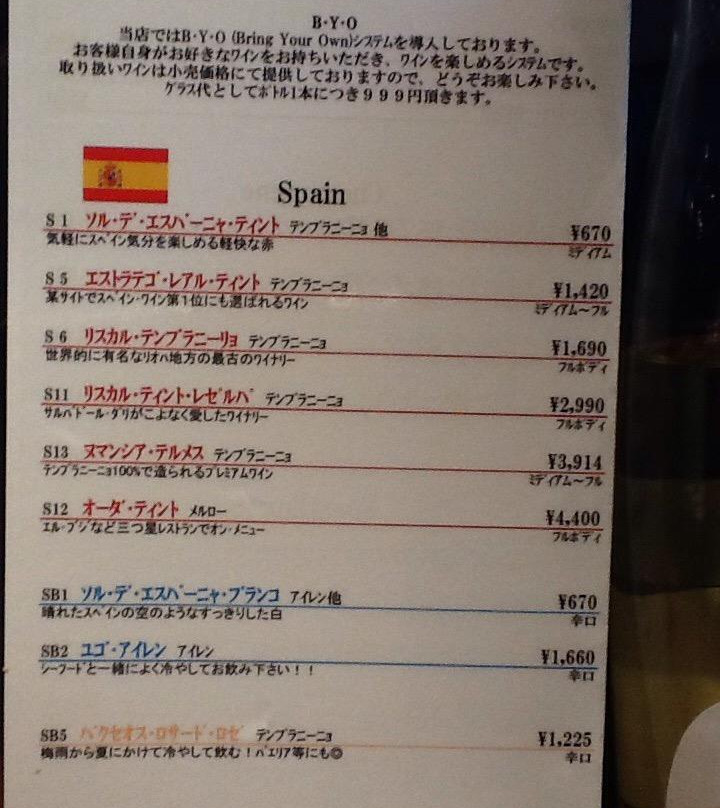 B・Y・O
当店ではB・Y・O (Bring Your Own)システムを導入しております。
お客様自身がお好きなワインをお持ちいただき、ワインを楽しめるシステムです。
取り扱いワインは小売価格にて提供しておりますので、どうぞお楽しみ下さい。
グラス代としてボトル1本につき９９９円頂きます。
Spain
S 1 ソル・デ・エスパーニャ・ティント テンプラニーニョ 他 ¥670
気軽にスペイン気分を楽しめる軽快な赤 ミディアム
S 5 エストラテゴ・レアル・ティント テンプラニーニョ ¥1,420
某サイトでスペイン・ワイン第1位にも選ばれるワイン ミディアム～フル
S 6 リスカル・テンプラニーリョ テンプラニーニョ ¥1,690
世界的に有名なリオハ地方の最古のワイナリー フルボディ
S11 リスカル・ティント・レゼルバ テンプラニーニョ ¥2,990
サルバドール・ダリがこよなく愛したワイナリー フルボディ
S13 ヌマンシア・テルメス テンプラニーニョ ¥3,914
テンプラニーニョ100%で造られるプレミアムワイン ミディアム～フル
S12 オーダ・ティント メルロー ¥4,400
エル・ブジなど三つ星レストランでオン・メニュー フルボディ
SB1 ソル・デ・エスパーニャ・ブランコ アイレン他 ¥670
晴れたスペインの空のようなすっきりした白 辛口
SB2 ユゴ・アイレン アイレン ¥1,660
シーフードと一緒によく冷やしてお飲み下さい！！ 辛口
SB5 パクセオス・ロサード・ロゼ テンプラニーニョ ¥1,225
梅雨から夏にかけて冷やして飲む！パエリア等にも◎ 辛口